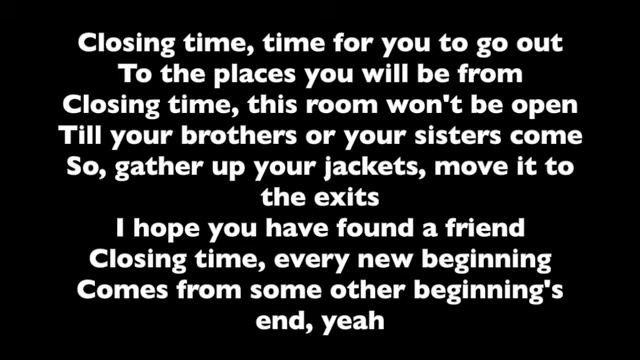 Closing time, time for you to go out
To the places you will be from
Closing time, this room won't be open
Till your brothers or your sisters come
So, gather up your jackets, move it to
the exits
I hope you have found a friend
Closing time, every new beginning
Comes from some other beginning's
end, yeah